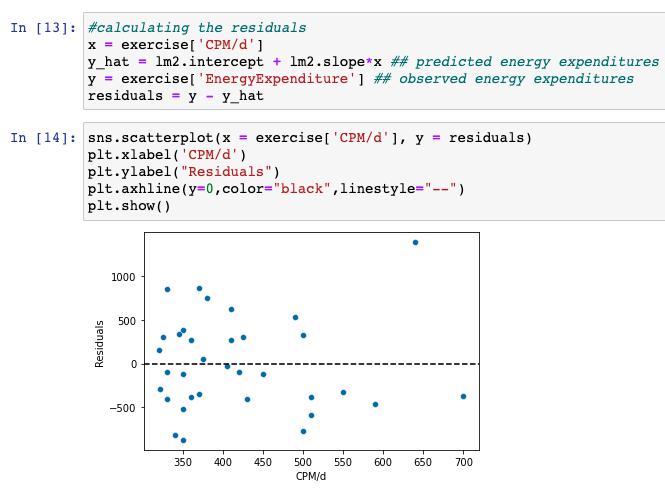 In [13]: #calculating the residuals
x = exercise['CPM/d']
y_hat = lm2.intercept + lm2.slope*x ## predicted energy expenditures
y = exercise['EnergyExpenditure'] ## observed energy expenditures
residuals = y - y_hat
In [14]: sns.scatterplot(x = exercise['CPM/d'], y = residuals)
plt.xlabel('CPM/d')
plt.ylabel("Residuals")
plt.axhline(y=0,color="black",linestyle="--")
plt.show()
1000
500
0
−500
Residuals
350 400 450 500 550 600 650 700
CPM/d